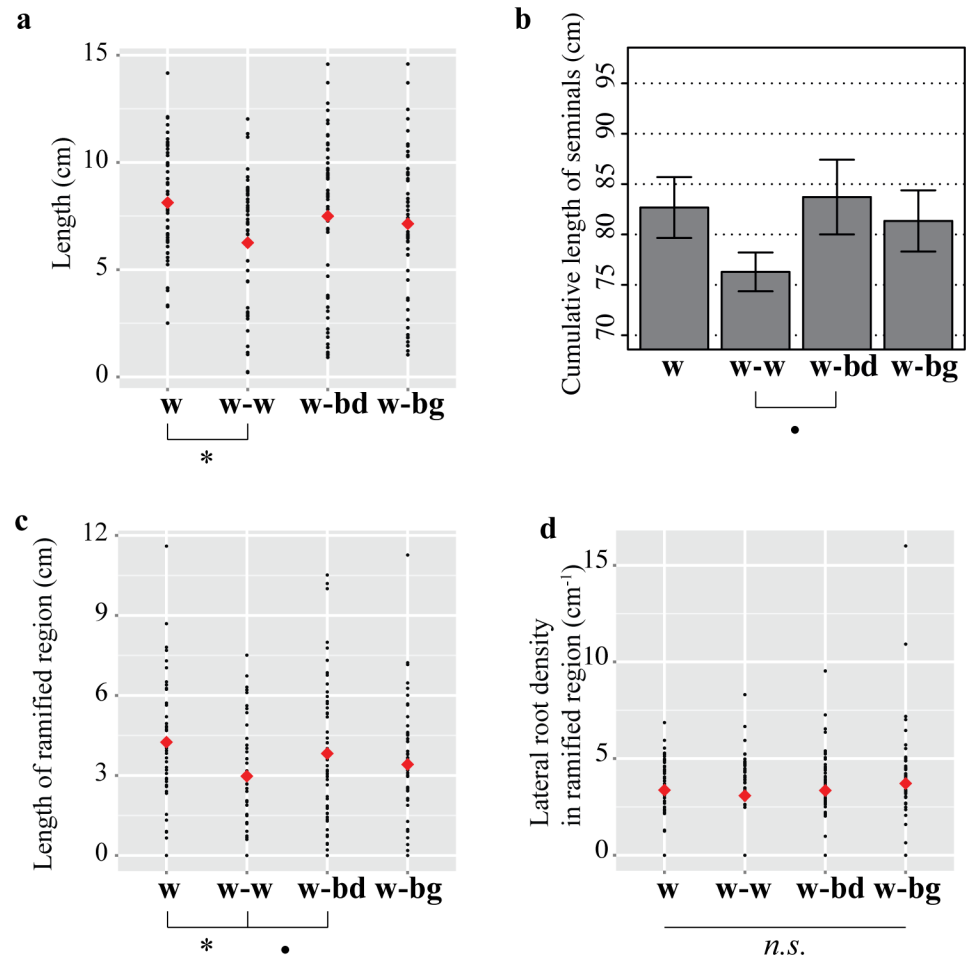 a
Length (cm)
15
10
5
0
w w-w w-bd w-bg
*
b
Cumulative length of seminals (cm)
95
90
85
80
75
70
w w-w w-bd w-bg
•
c
Length of ramified region (cm)
12
9
6
3
0
w w-w w-bd w-bg
* •
d
Lateral root density
in ramified region (cm⁻¹)
15
10
5
0
w w-w w-bd w-bg
n.s.